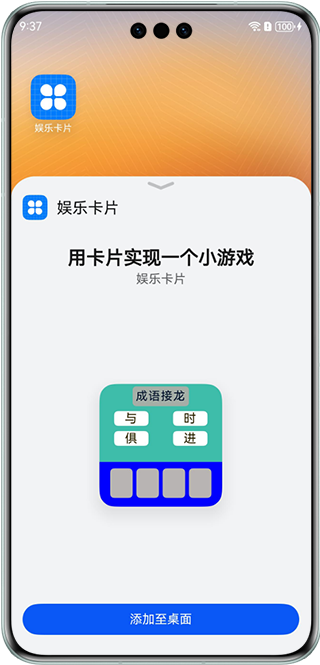 9:37
100
娱乐卡片
娱乐卡片
用卡片实现一个小游戏
娱乐卡片
成语接龙
与 时
俱 进
添加至桌面